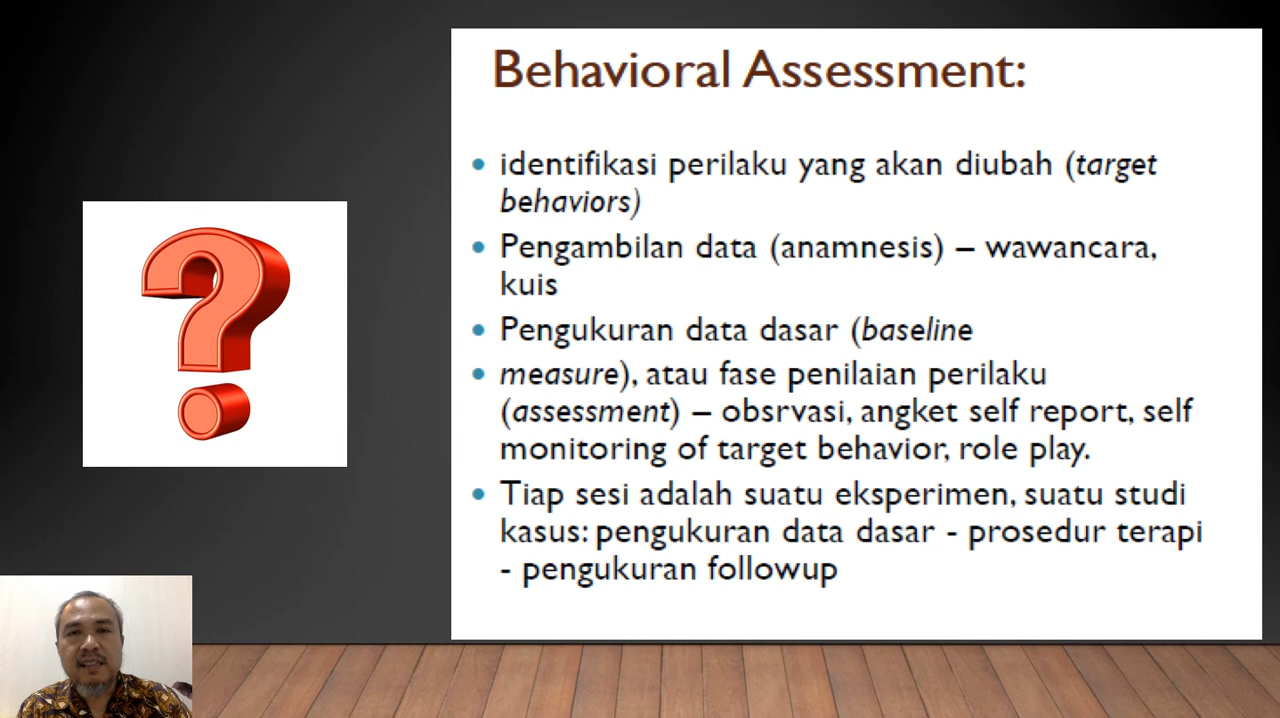 Behavioral Assessment:
identifikasi perilaku yang akan diubah (target
behaviors)
Pengambilan data (anamnesis) – wawancara,
kuis
Pengukuran data dasar (baseline
measure), atau fase penilaian perilaku
(assessment) – obsrvasi, angket self report, self
monitoring of target behavior, role play.
Tiap sesi adalah suatu eksperimen, suatu studi
kasus: pengukuran data dasar - prosedur terapi
- pengukuran followup